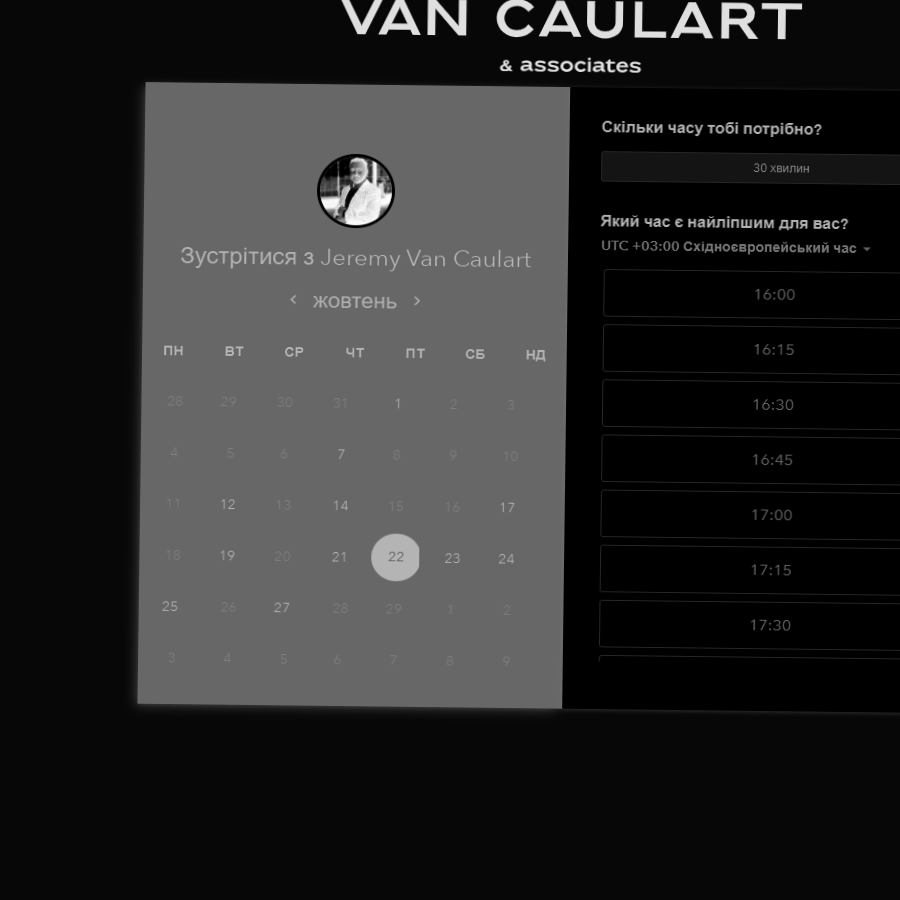 VAN CAULART
& associates
Зустрітися з Jeremy Van Caulart
жовтень
ПН ВТ СР ЧТ ПТ СБ НД
28 29 30 31 1 2 3
4 5 6 7 8 9 10
11 12 13 14 15 16 17
18 19 20 21 22 23 24
25 26 27 28 29 1 2
3 4 5 6 7 8 9
Скільки часу тобі потрібно?
30 хвилин
Який час є найліпшим для вас?
UTC +03:00 Східноєвропейський час
16:00
16:15
16:30
16:45
17:00
17:15
17:30